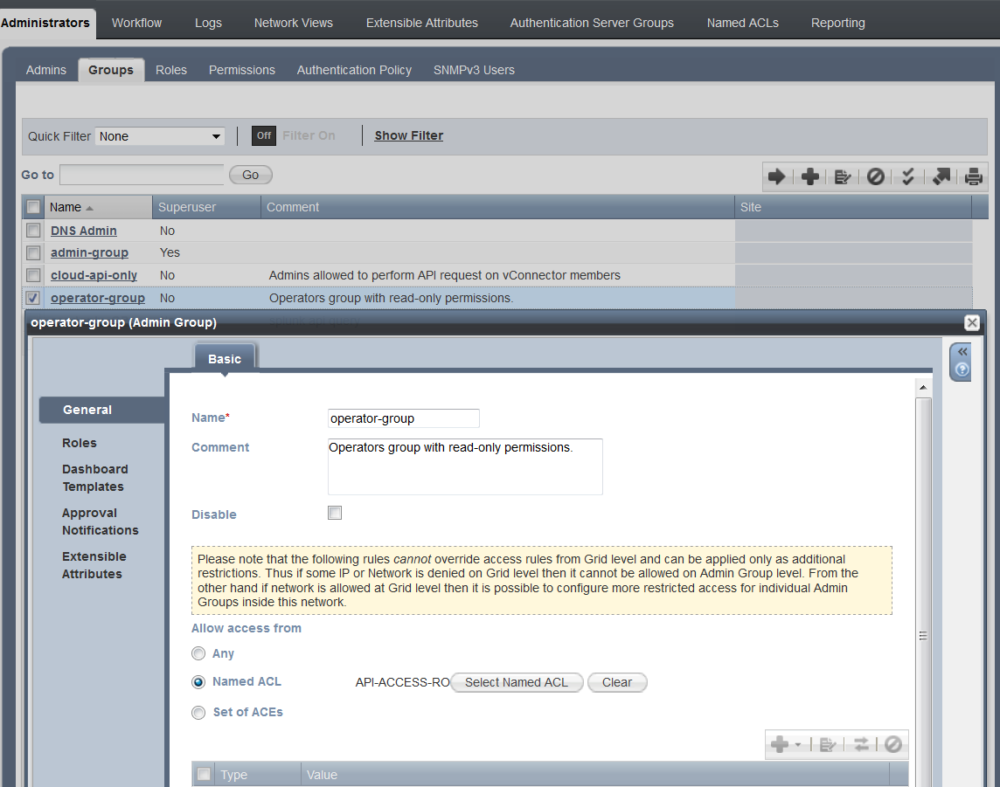 Administrators Workflow Logs Network Views Extensible Attributes Authentication Server Groups Named ACLs Reporting
Admins Groups Roles Permissions Authentication Policy SNMPv3 Users
Quick Filter None Off Filter On Show Filter
Go to Go
Name Superuser Comment Site
DNS Admin No
admin-group Yes
cloud-api-only No Admins allowed to perform API request on vConnector members
operator-group No Operators group with read-only permissions.
operator-group (Admin Group)
Basic
General
Roles
Dashboard
Templates
Approval
Notifications
Extensible
Attributes
Name* operator-group
Comment Operators group with read-only permissions.
Disable
Please note that the following rules cannot override access rules from Grid level and can be applied only as additional
restrictions. Thus if some IP or Network is denied on Grid level then it cannot be allowed on Admin Group level. From the
other hand if network is allowed at Grid level then it is possible to configure more restricted access for individual Admin
Groups inside this network.
Allow access from
Any
Named ACL API-ACCESS-RO Select Named ACL Clear
Set of ACEs
Type Value